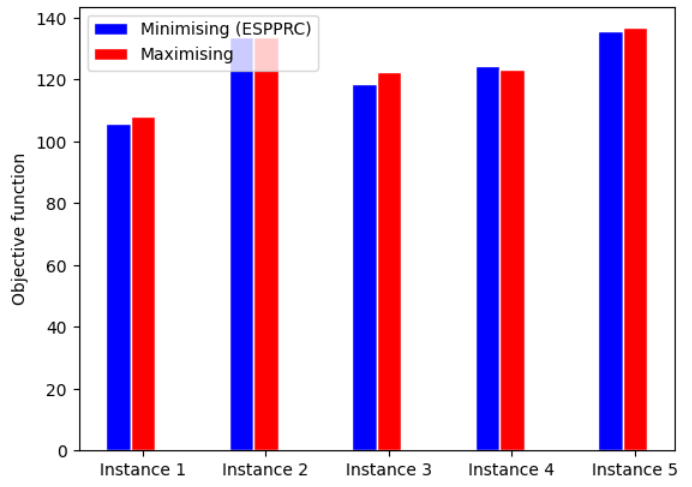 140
120
100
80
60
40
20
0
Objective function
Minimising (ESPPRC)
Maximising
Instance 1
Instance 2
Instance 3
Instance 4
Instance 5